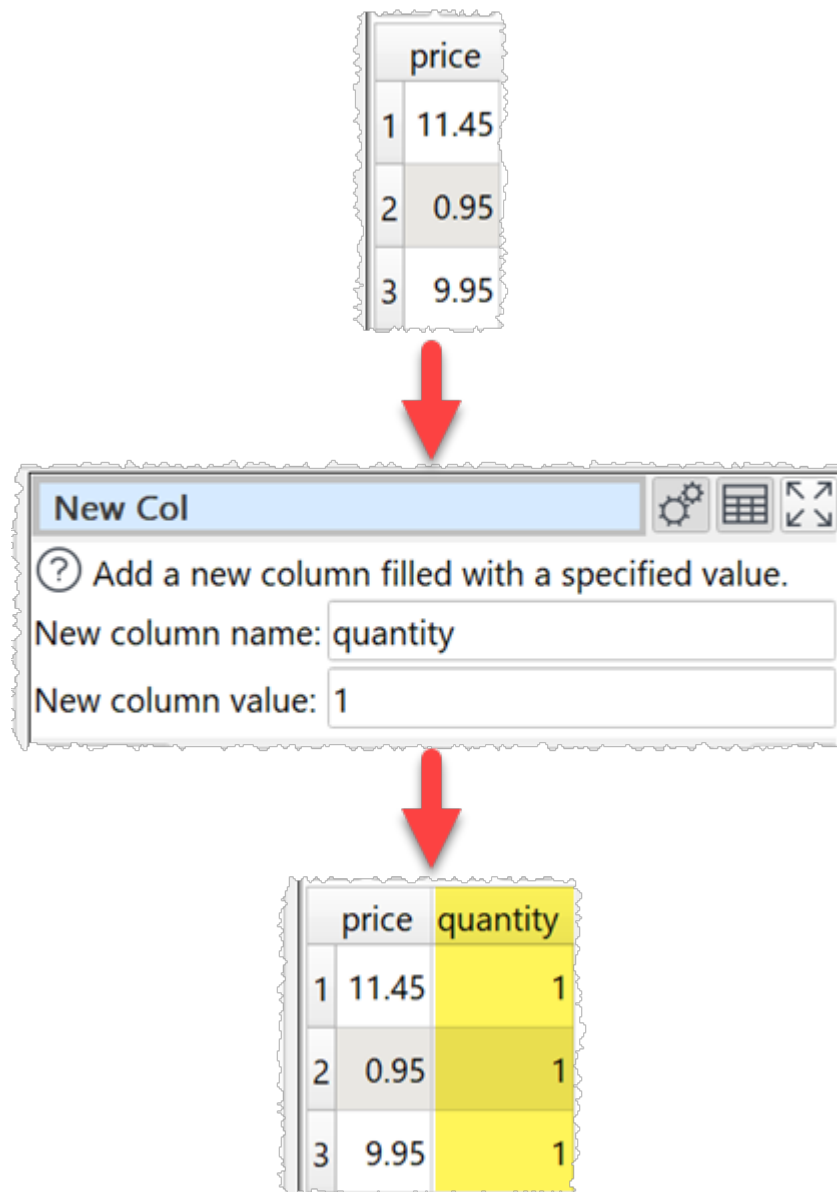 price
1 11.45
2 0.95
3 9.95
New Col
? Add a new column filled with a specified value.
New column name: quantity
New column value: 1
price quantity
1 11.45 1
2 0.95 1
3 9.95 1